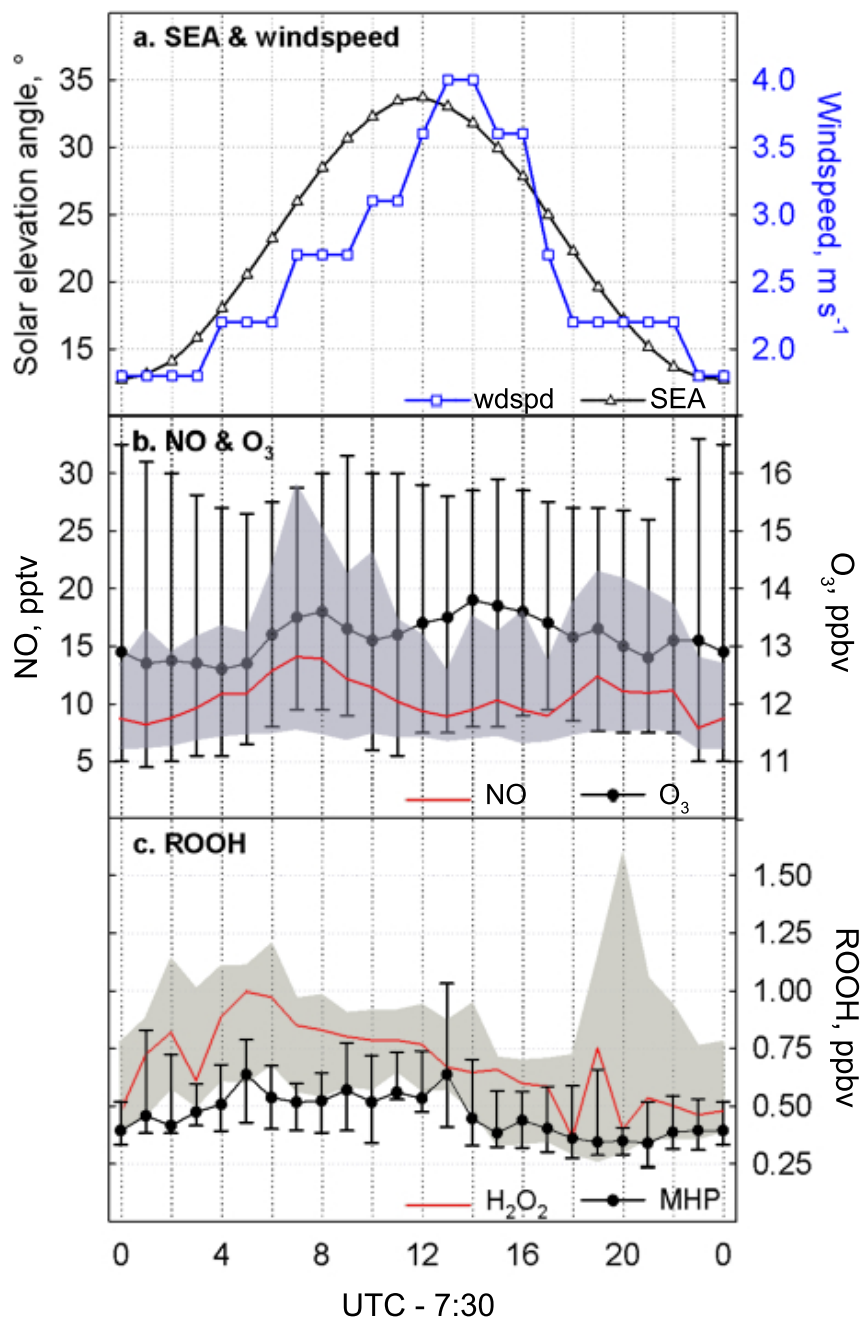 a. SEA & windspeed
Solar elevation angle, °
35
30
25
20
15
4.0
3.5
3.0
2.5
2.0
Windspeed, m s⁻¹
wdspd
SEA
b. NO & O₃
NO, pptv
30
25
20
15
10
5
16
15
14
13
12
11
O₃, ppbv
NO
O₃
c. ROOH
1.50
1.25
1.00
0.75
0.50
0.25
ROOH, ppbv
H₂O₂
MHP
0 4 8 12 16 20 0
UTC - 7:30